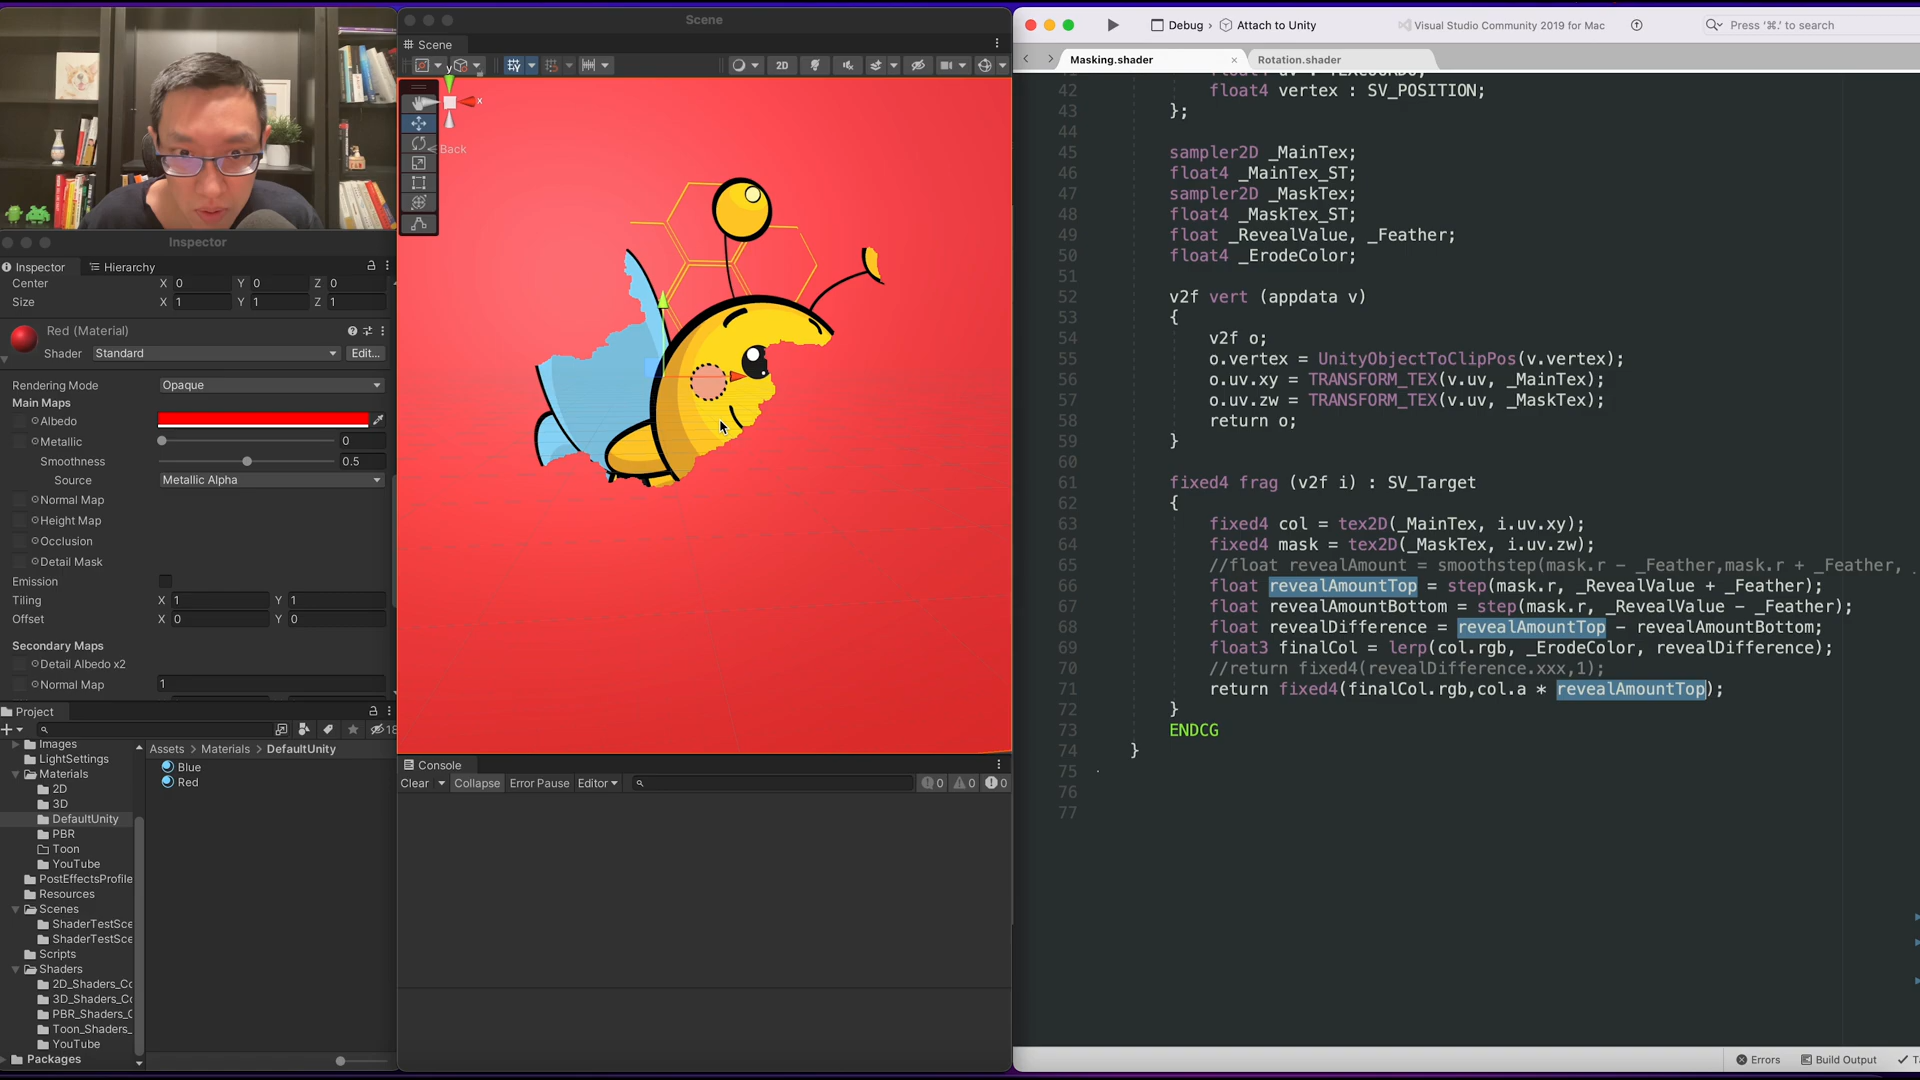 Scene
Scene
2D
y
x
Back
Inspector
Inspector
Hierarchy
Center X 0 Y 0 Z 0
Size X 1 Y 1 Z 1
Red (Material)
Shader Standard Edit...
Rendering Mode Opaque
Main Maps
Albedo
Metallic 0
Smoothness 0.5
Source Metallic Alpha
Normal Map
Height Map
Occlusion
Detail Mask
Emission
Tiling X 1 Y 1
Offset X 0 Y 0
Secondary Maps
Detail Albedo x2
Normal Map 1
Project
18
Images
LightSettings
Materials
2D
3D
DefaultUnity
PBR
Toon
YouTube
PostEffectsProfile
Resources
Scenes
ShaderTestSce
ShaderTestSce
Scripts
Shaders
2D_Shaders_Co
3D_Shaders_Co
PBR_Shaders_C
Toon_Shaders_
YouTube
Packages
Assets > Materials > DefaultUnity
Blue
Red
Console
Clear Collapse Error Pause Editor 0 0 0
Debug > Attach to Unity
Visual Studio Community 2019 for Mac
Press '⌘.' to search
Masking.shader × Rotation.shader
42 float4 vertex : SV_POSITION;
43 };
44
45 sampler2D _MainTex;
46 float4 _MainTex_ST;
47 sampler2D _MaskTex;
48 float4 _MaskTex_ST;
49 float _RevealValue, _Feather;
50 float4 _ErodeColor;
51
52 v2f vert (appdata v)
53 {
54 v2f o;
55 o.vertex = UnityObjectToClipPos(v.vertex);
56 o.uv.xy = TRANSFORM_TEX(v.uv, _MainTex);
57 o.uv.zw = TRANSFORM_TEX(v.uv, _MaskTex);
58 return o;
59 }
60
61 fixed4 frag (v2f i) : SV_Target
62 {
63 fixed4 col = tex2D(_MainTex, i.uv.xy);
64 fixed4 mask = tex2D(_MaskTex, i.uv.zw);
65 //float revealAmount = smoothstep(mask.r - _Feather,mask.r + _Feather,
66 float revealAmountTop = step(mask.r, _RevealValue + _Feather);
67 float revealAmountBottom = step(mask.r, _RevealValue - _Feather);
68 float revealDifference = revealAmountTop - revealAmountBottom;
69 float3 finalCol = lerp(col.rgb, _ErodeColor, revealDifference);
70 //return fixed4(revealDifference.xxx,1);
71 return fixed4(finalCol.rgb,col.a * revealAmountTop);
72 }
73 ENDCG
74 }
75
76
77
Errors Build Output